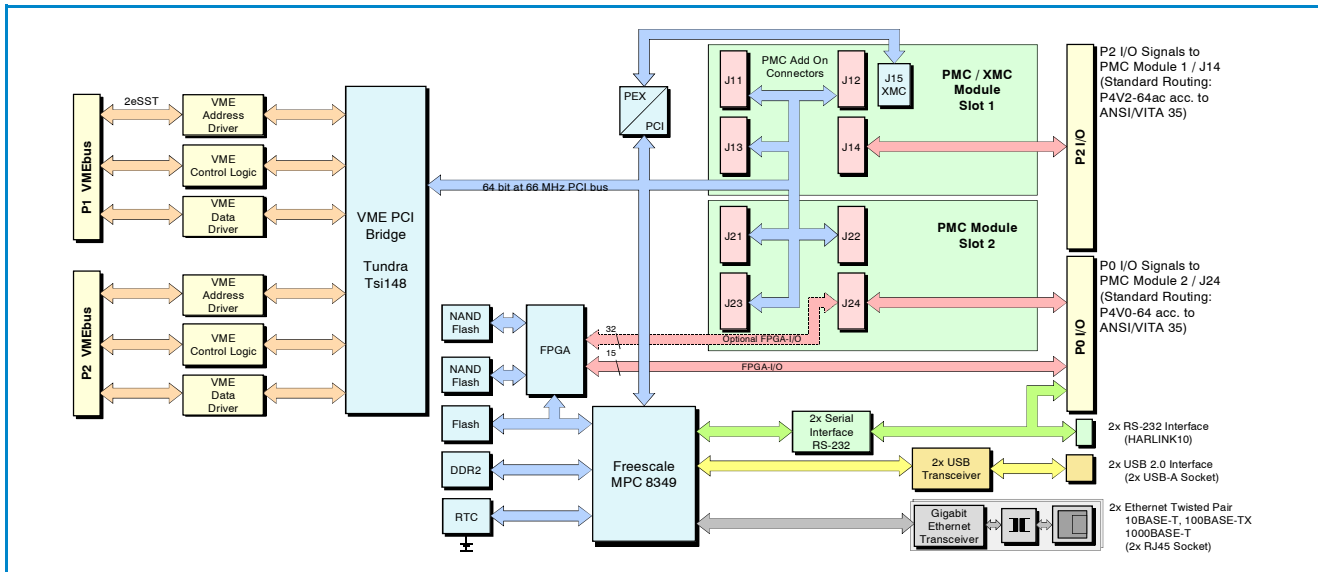 P1 VMEbus
2eSST
VME
Address
Driver
VME
Control Logic
VME
Data
Driver
P2 VMEbus
VME
Address
Driver
VME
Control Logic
VME
Data
Driver
VME PCI
Bridge
Tundra
Tsi148
64 bit at 66 MHz PCI bus
PEX
PCI
J11
PMC Add On
Connectors
J12
J15
XMC
PMC / XMC
Module
Slot 1
J13
J14
J21
J22
PMC Module
Slot 2
J23
J24
P2 I/O
P2 I/O Signals to
PMC Module 1 / J14
(Standard Routing:
P4V2-64ac acc. to
ANSI/VITA 35)
P0 I/O
P0 I/O Signals to
PMC Module 2 / J24
(Standard Routing:
P4V0-64 acc. to
ANSI/VITA 35)
NAND
Flash
NAND
Flash
FPGA
32
Optional FPGA-I/O
15
FPGA-I/O
Flash
DDR2
RTC
Freescale
MPC 8349
2x Serial
Interface
RS-232
2x RS-232 Interface
(HARLINK10)
2x USB
Transceiver
2x USB 2.0 Interface
(2x USB-A Socket)
Gigabit
Ethernet
Transceiver
2x Ethernet Twisted Pair
10BASE-T, 100BASE-TX
1000BASE-T
(2x RJ45 Socket)